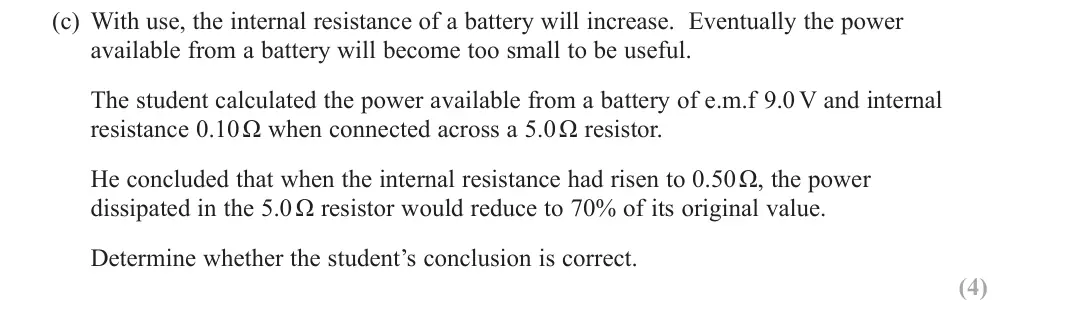 (c) With use, the internal resistance of a battery will increase. Eventually the power
available from a battery will become too small to be useful.
The student calculated the power available from a battery of e.m.f 9.0 V and internal
resistance 0.10Ω when connected across a 5.0Ω resistor.
He concluded that when the internal resistance had risen to 0.50Ω, the power
dissipated in the 5.0Ω resistor would reduce to 70% of its original value.
Determine whether the student’s conclusion is correct.
(4)